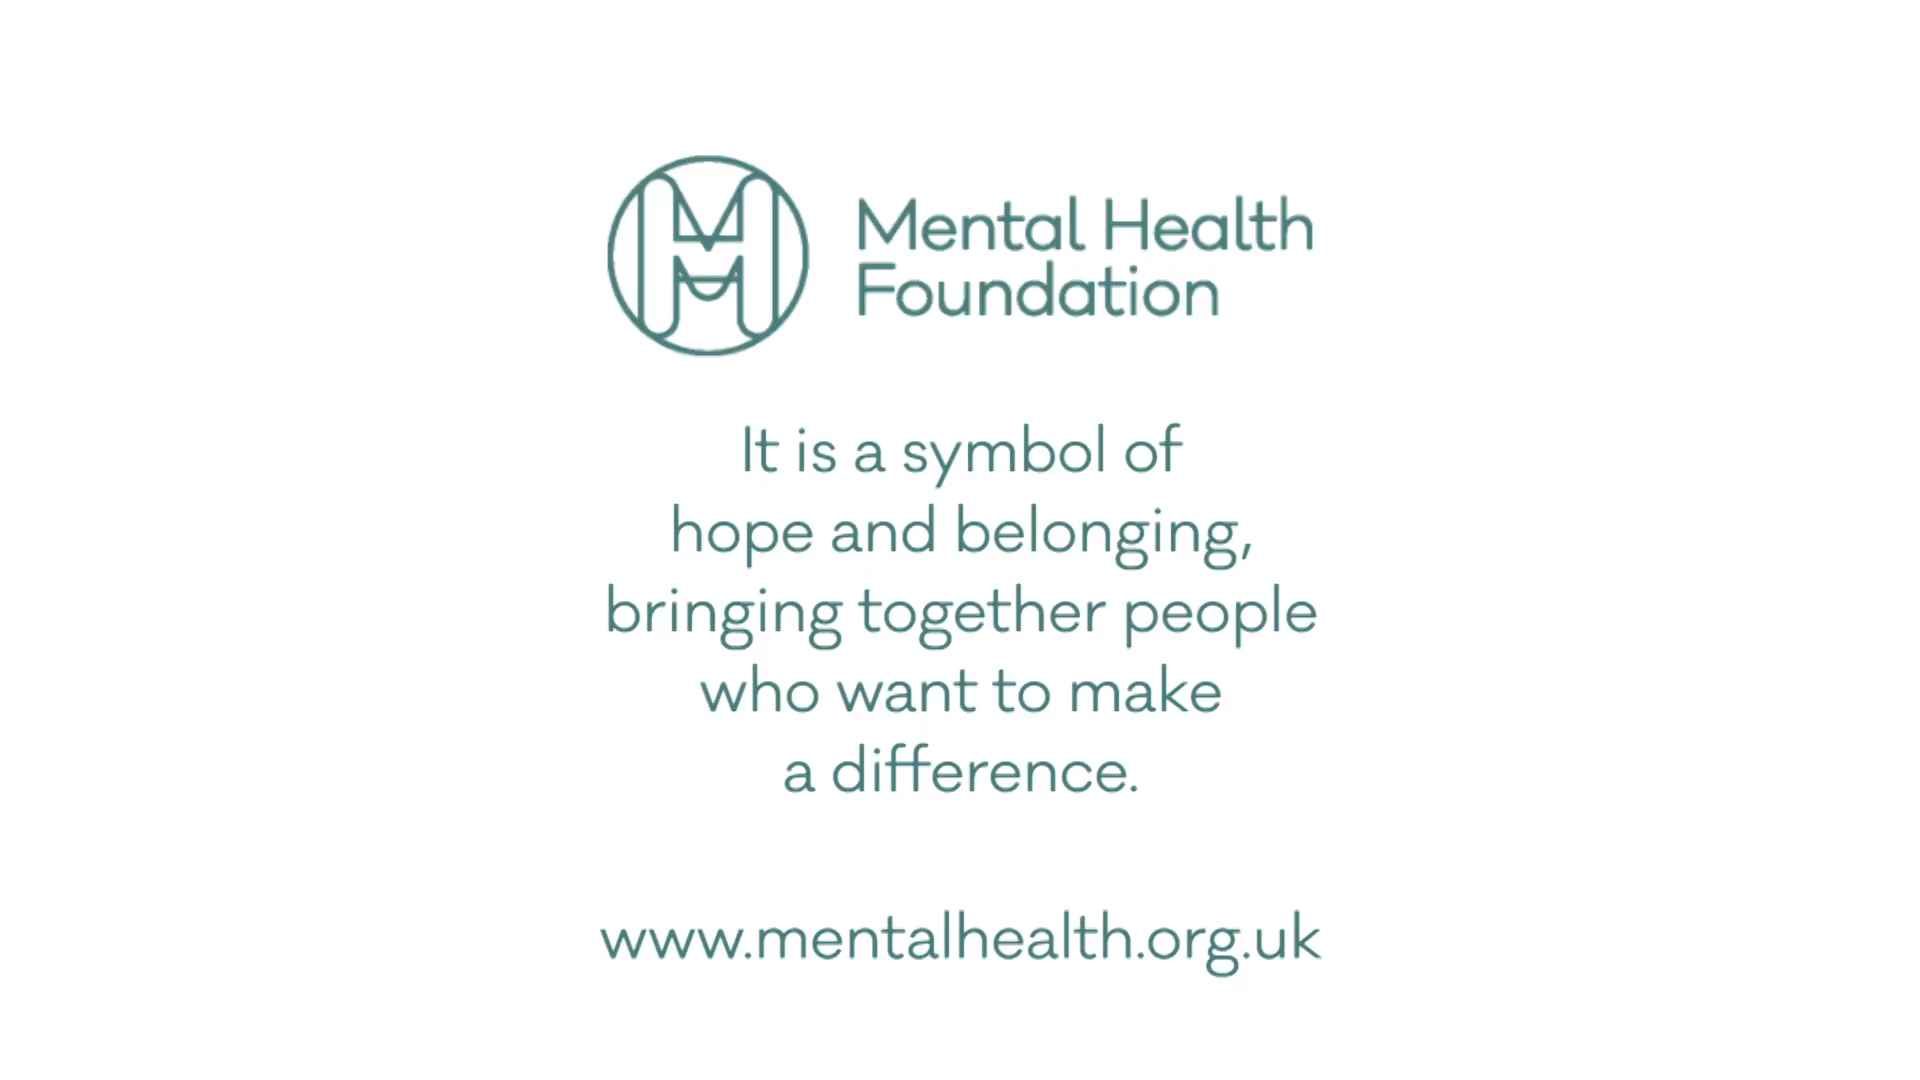 Mental Health
Foundation
It is a symbol of
hope and belonging,
bringing together people
who want to make
a difference.
www.mentalhealth.org.uk